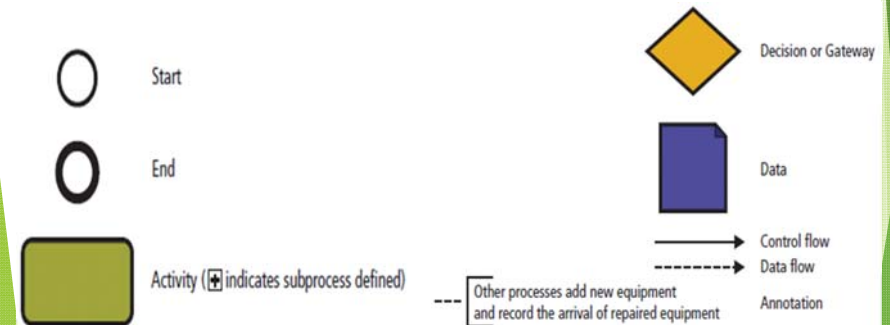 Start
End
Activity (+ indicates subprocess defined)
Decision or Gateway
Data
Control flow
Data flow
Other processes add new equipment
and record the arrival of repaired equipment
Annotation